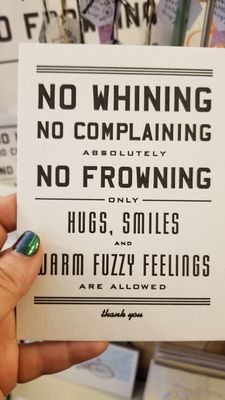 NO WHINING
NO COMPLAINING
ABSOLUTELY
NO FROWNING
ONLY
HUGS, SMILES
AND
WARM FUZZY FEELINGS
ARE ALLOWED
thank you